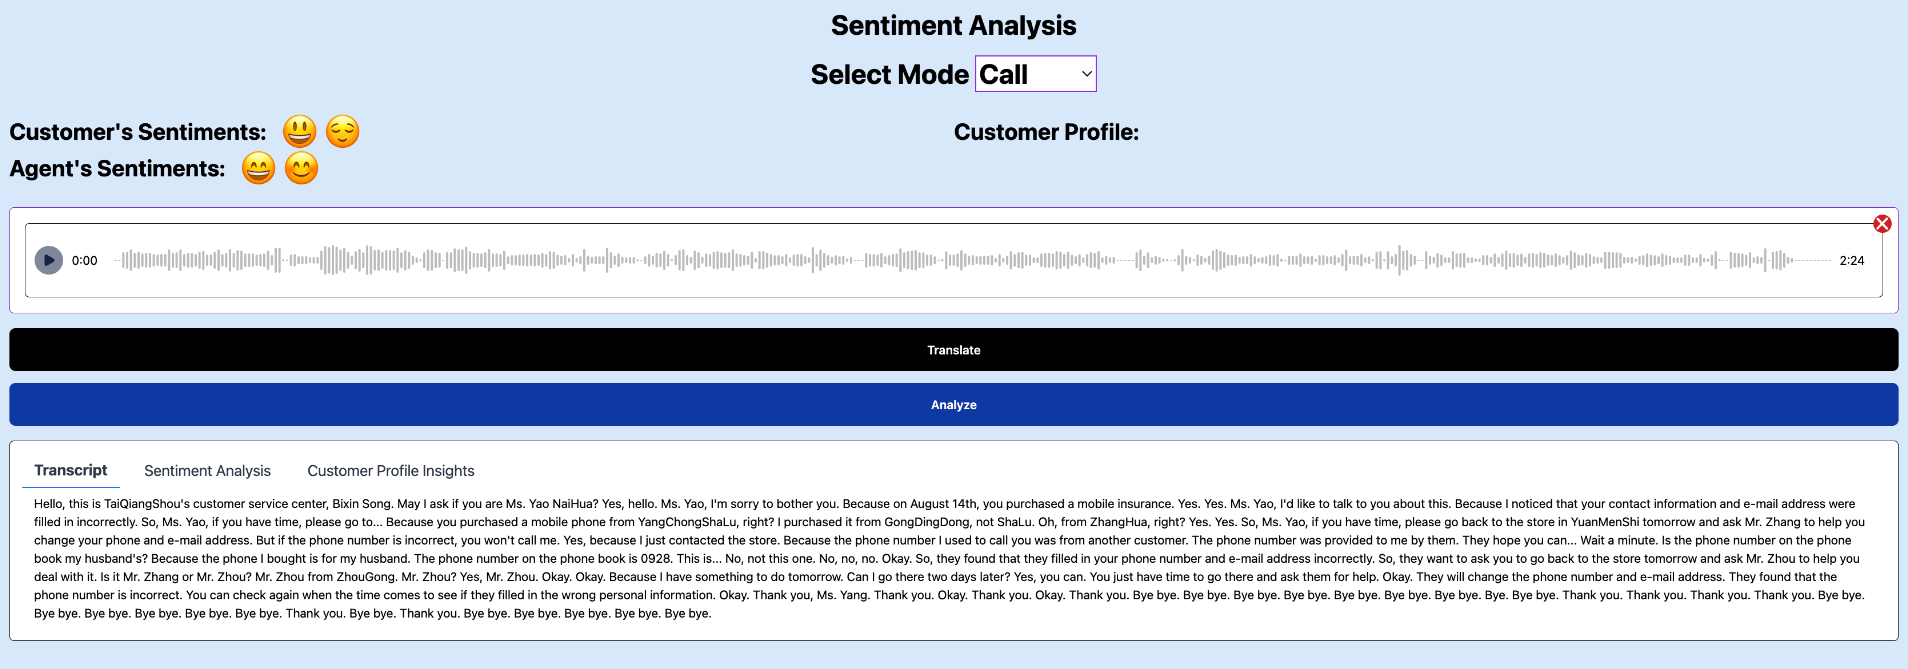 Sentiment Analysis
Select Mode Call
Customer's Sentiments:
Customer Profile:
Agent's Sentiments:
0:00
2:24
Translate
Analyze
Transcript Sentiment Analysis Customer Profile Insights
Hello, this is TaiQiangShou's customer service center, Bixin Song. May I ask if you are Ms. Yao NaiHua? Yes, hello. Ms. Yao, I'm sorry to bother you. Because on August 14th, you purchased a mobile insurance. Yes. Yes. Ms. Yao, I'd like to talk to you about this. Because I noticed that your contact information and e-mail address were
filled in incorrectly. So, Ms. Yao, if you have time, please go to... Because you purchased a mobile phone from YangChongShaLu, right? I purchased it from GongDingDong, not ShaLu. Oh, from ZhangHua, right? Yes. Yes. So, Ms. Yao, if you have time, please go back to the store in YuanMenShi tomorrow and ask Mr. Zhang to help you
change your phone and e-mail address. But if the phone number is incorrect, you won't call me. Yes, because I just contacted the store. Because the phone number I used to call you was from another customer. The phone number was provided to me by them. They hope you can... Wait a minute. Is the phone number on the phone
book my husband's? Because the phone I bought is for my husband. The phone number on the phone book is 0928. This is... No, not this one. No, no, no. Okay. So, they found that they filled in your phone number and e-mail address incorrectly. So, they want to ask you to go back to the store tomorrow and ask Mr. Zhou to help you
deal with it. Is it Mr. Zhang or Mr. Zhou? Mr. Zhou from ZhouGong. Mr. Zhou? Yes, Mr. Zhou. Okay. Okay. Because I have something to do tomorrow. Can I go there two days later? Yes, you can. You just have time to go there and ask them for help. Okay. They will change the phone number and e-mail address. They found that the
phone number is incorrect. You can check again when the time comes to see if they filled in the wrong personal information. Okay. Thank you, Ms. Yang. Thank you. Okay. Thank you. Okay. Thank you. Bye bye. Bye bye. Bye bye. Bye bye. Bye bye. Bye bye. Bye bye. Bye bye. Bye bye. Thank you. Thank you. Thank you. Thank you. Bye bye.
Bye bye. Bye bye. Bye bye. Bye bye. Bye bye. Thank you. Bye bye. Thank you. Bye bye. Bye bye. Bye bye. Bye bye. Bye bye.